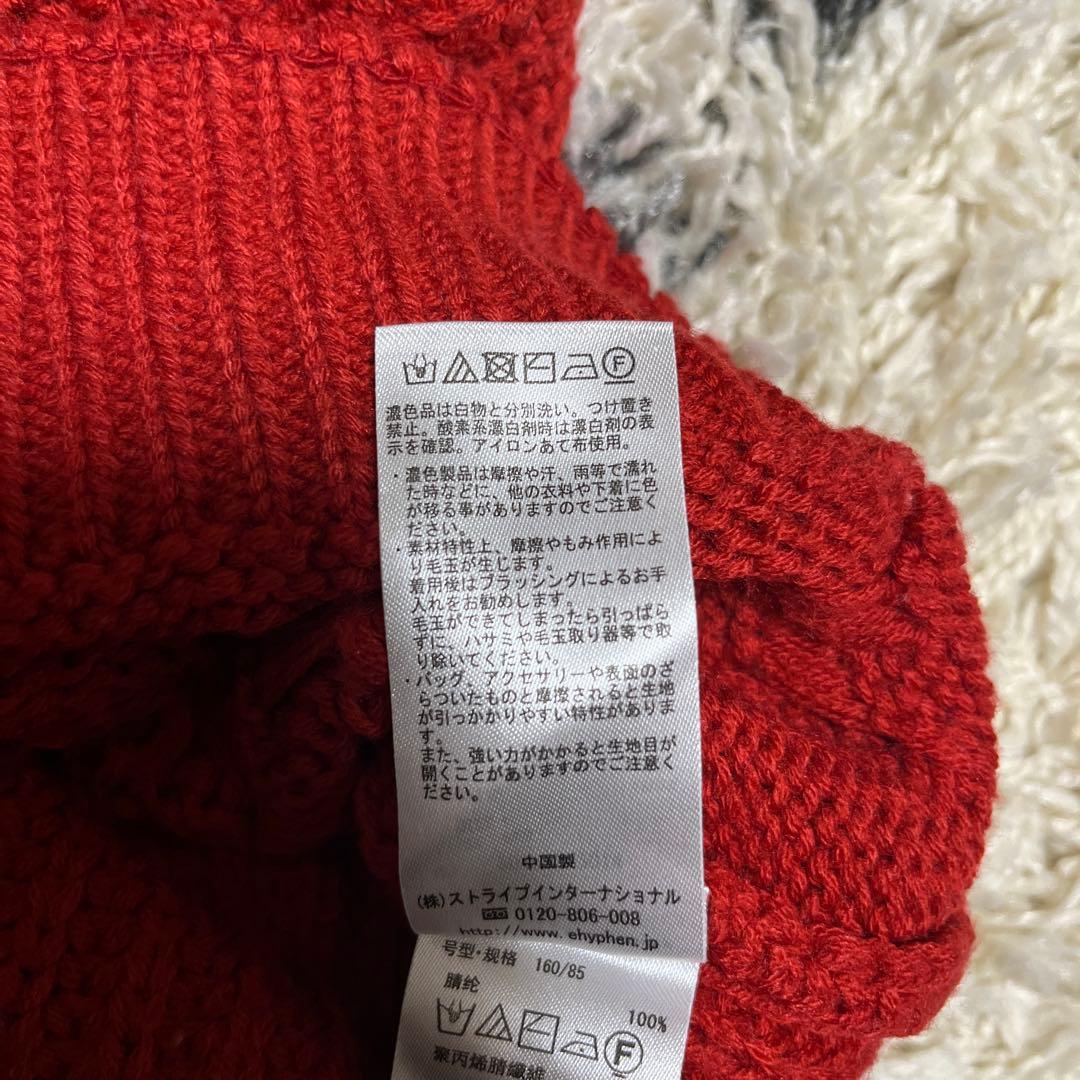 F
濃色品は白物と分別洗い。つけ置き
禁止。酸素系漂白剤時は漂白剤の表
示を確認。アイロンあて布使用。
・濃色製品は摩擦や汗、雨等で濡れ
た時などに、他の衣料や下着に色
が移る事がありますのでご注意く
ださい。
・素材特性上、摩擦やもみ作用によ
り毛玉が生じます。
着用後はブラッシングによるお手
入れをお勧めします。
毛玉ができてしまったら引っぱら
ずに、ハサミや毛玉取り器等で取
り除いてください。
・バッグ、アクセサリーや表面のざ
らついたものと摩擦されると生地
が引っかかりやすい特性がありま
す。
また、強い力がかかると生地目が
開くことがありますのでご注意く
ださい。
中国製
(株)ストライプインターナショナル
0120-806-008
http://www.ehyphen.jp
号型·规格 160/85
腈纶
100%
F
聚丙烯腈纖維